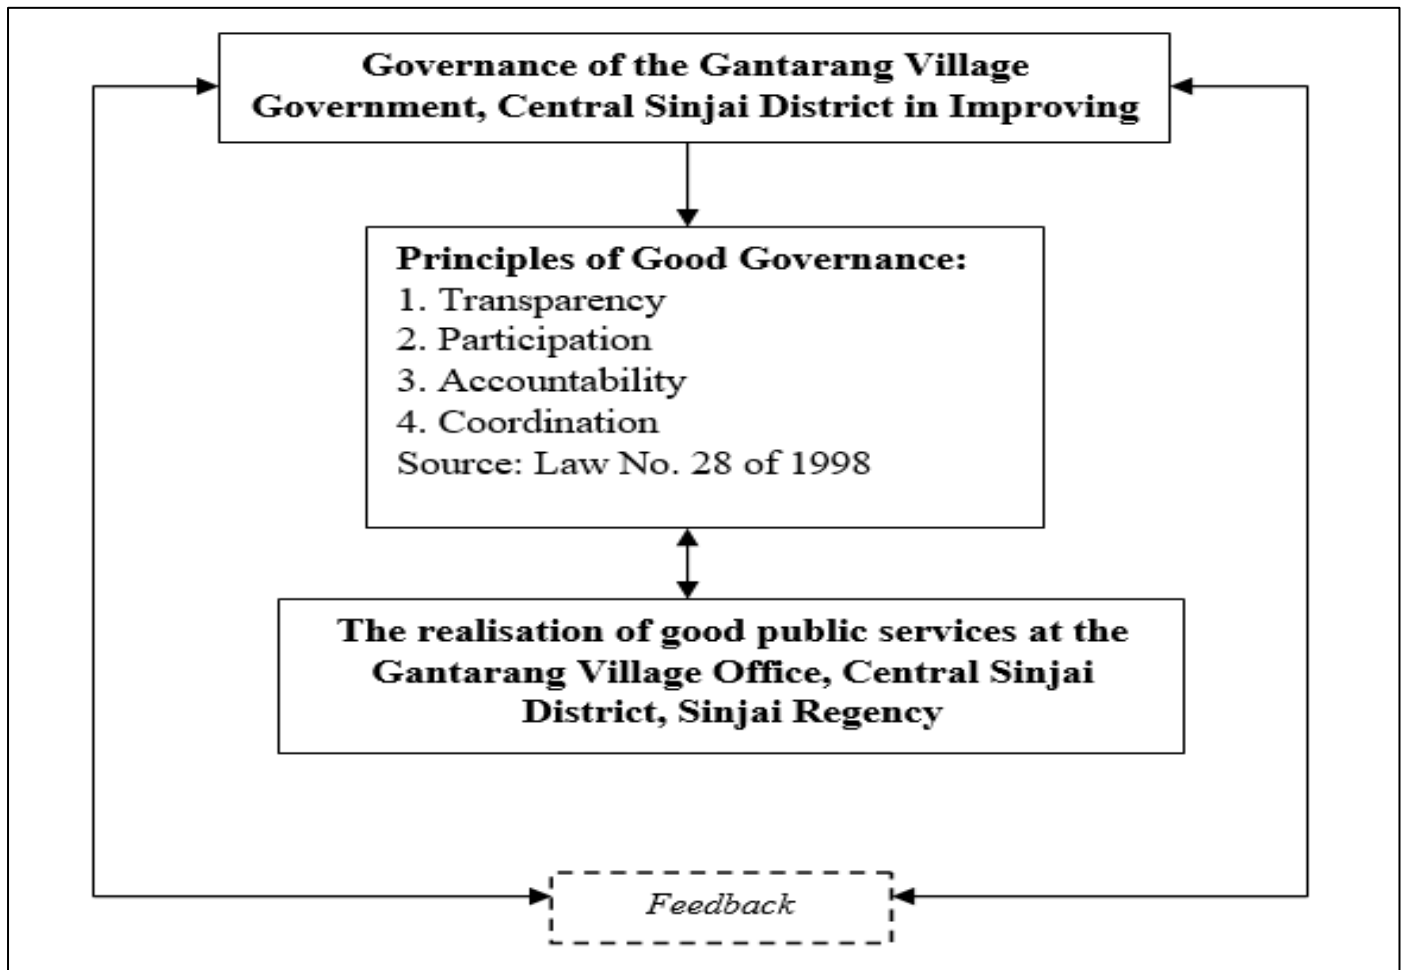 Governance of the Gantarang Village
Government, Central Sinjai District in Improving
Principles of Good Governance:
1. Transparency
2. Participation
3. Accountability
4. Coordination
Source: Law No. 28 of 1998
The realisation of good public services at the
Gantarang Village Office, Central Sinjai
District, Sinjai Regency
Feedback